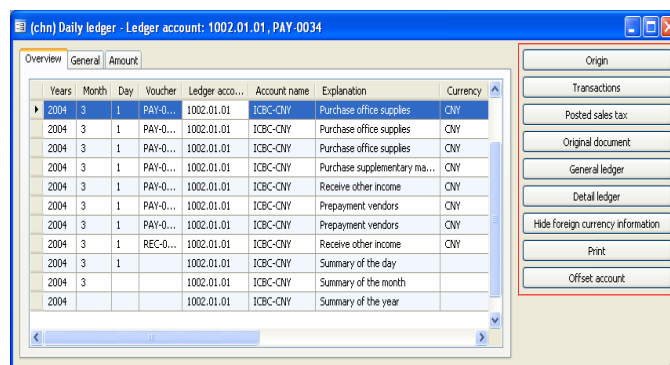 (chn) Daily ledger - Ledger account: 1002.01.01, PAY-0034
Overview General Amount
Years Month Day Voucher Ledger acco... Account name Explanation Currency
2004 3 1 PAY-0... 1002.01.01 ICBC-CNY Purchase office supplies CNY
2004 3 1 PAY-0... 1002.01.01 ICBC-CNY Purchase office supplies CNY
2004 3 1 PAY-0... 1002.01.01 ICBC-CNY Purchase office supplies CNY
2004 3 1 PAY-0... 1002.01.01 ICBC-CNY Purchase supplementary ma... CNY
2004 3 1 PAY-0... 1002.01.01 ICBC-CNY Receive other income CNY
2004 3 1 PAY-0... 1002.01.01 ICBC-CNY Prepayment vendors CNY
2004 3 1 PAY-0... 1002.01.01 ICBC-CNY Prepayment vendors CNY
2004 3 1 REC-0... 1002.01.01 ICBC-CNY Receive other income CNY
2004 3 1 1002.01.01 ICBC-CNY Summary of the day
2004 3 1002.01.01 ICBC-CNY Summary of the month
2004 1002.01.01 ICBC-CNY Summary of the year
Origin
Transactions
Posted sales tax
Original document
General ledger
Detail ledger
Hide foreign currency information
Print
Offset account